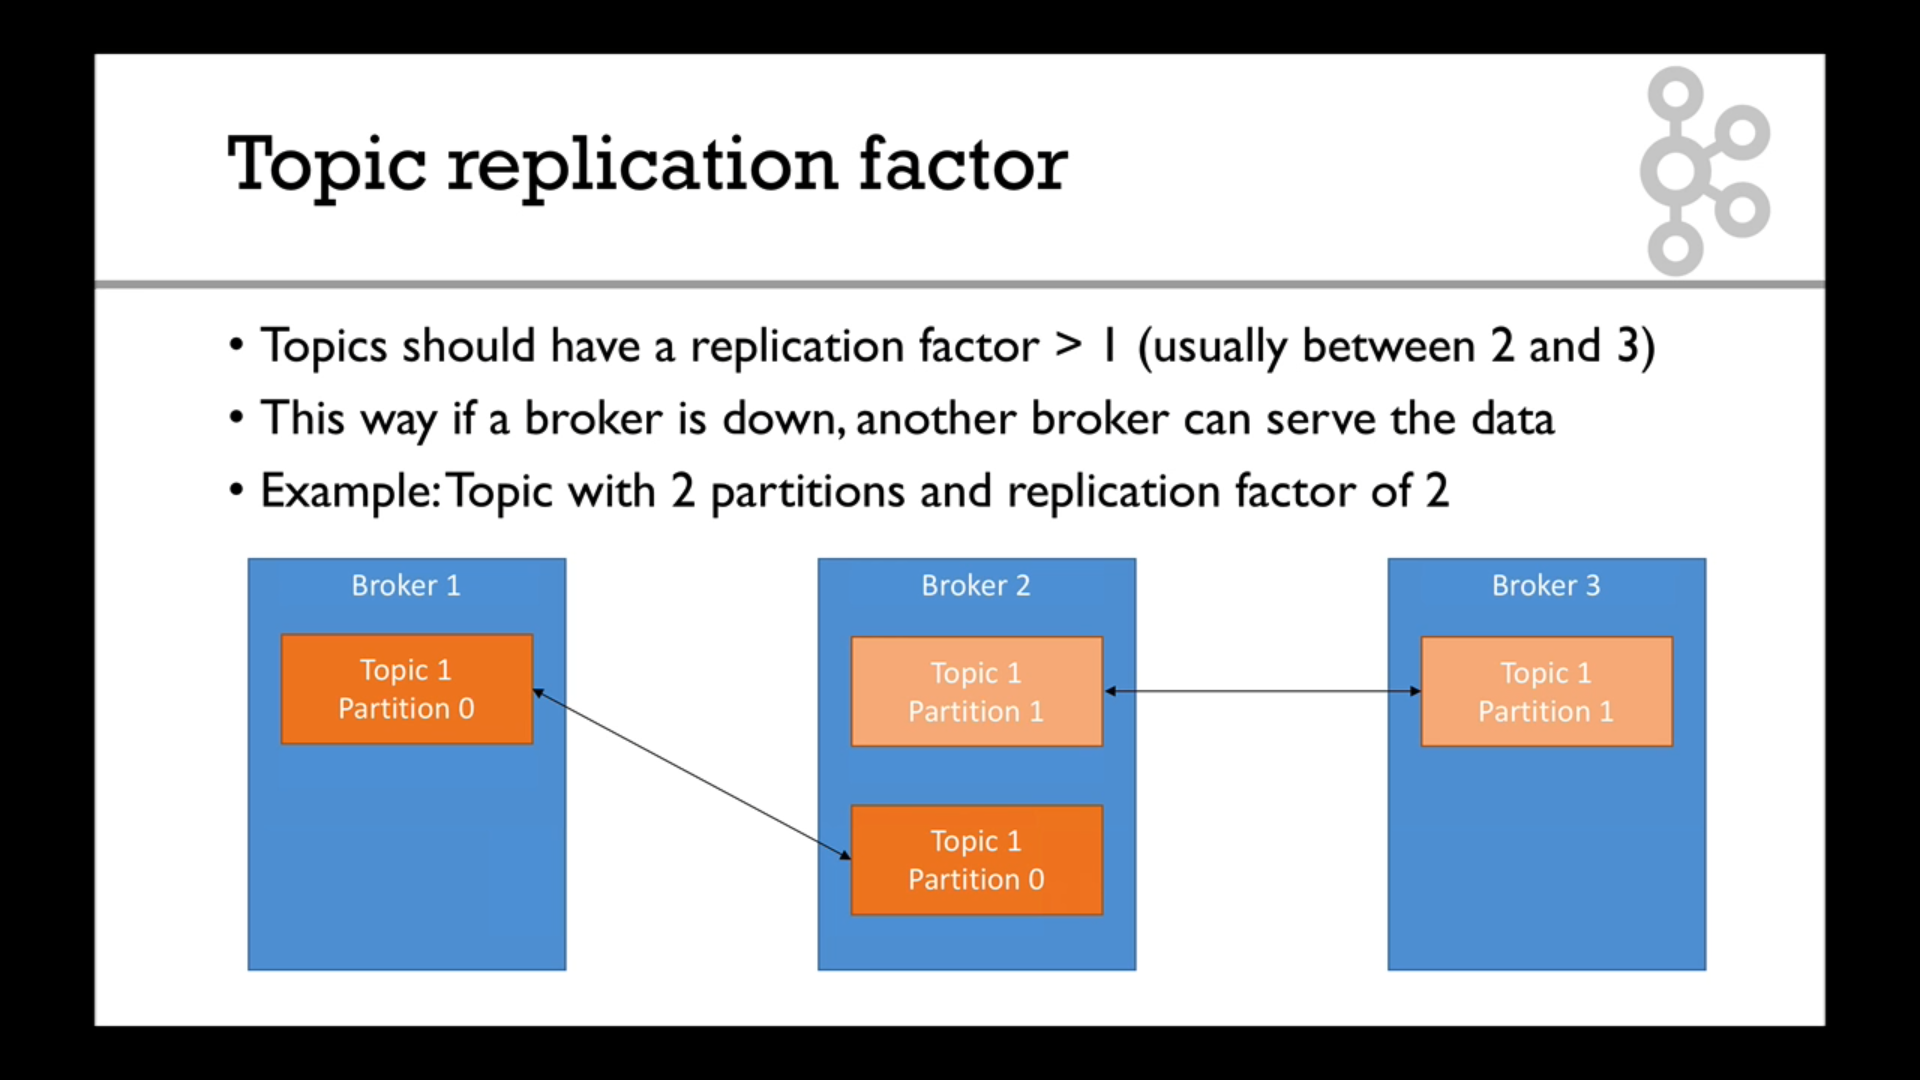 Topic replication factor
• Topics should have a replication factor > 1 (usually between 2 and 3)
• This way if a broker is down, another broker can serve the data
• Example: Topic with 2 partitions and replication factor of 2
Broker 1
Topic 1
Partition 0
Broker 2
Topic 1
Partition 1
Topic 1
Partition 0
Broker 3
Topic 1
Partition 1